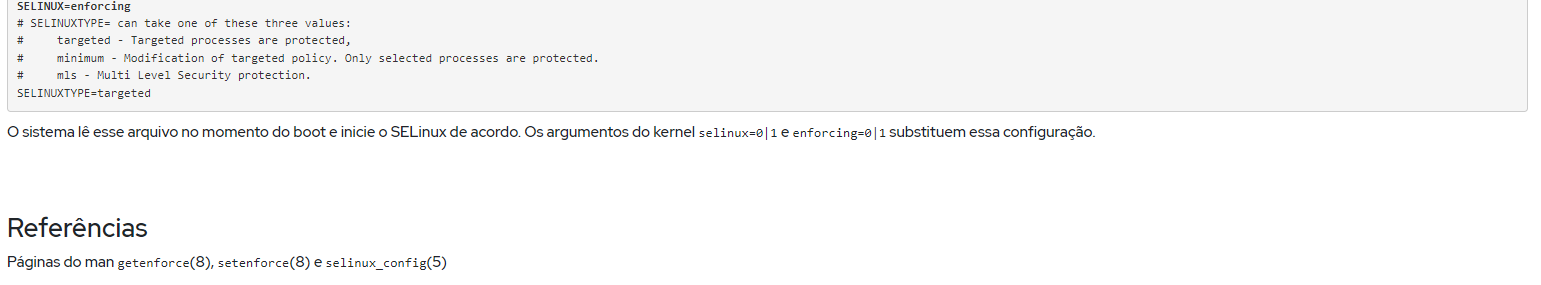 SELINUX=enforcing
# SELINUXTYPE= can take one of these three values:
#     targeted - Targeted processes are protected,
#     minimum - Modification of targeted policy. Only selected processes are protected.
#     mls - Multi Level Security protection.
SELINUXTYPE=targeted
O sistema lê esse arquivo no momento do boot e inicie o SELinux de acordo. Os argumentos do kernel selinux=0|1 e enforcing=0|1 substituem essa configuração.
Referências
Páginas do man getenforce(8), setenforce(8) e selinux_config(5)